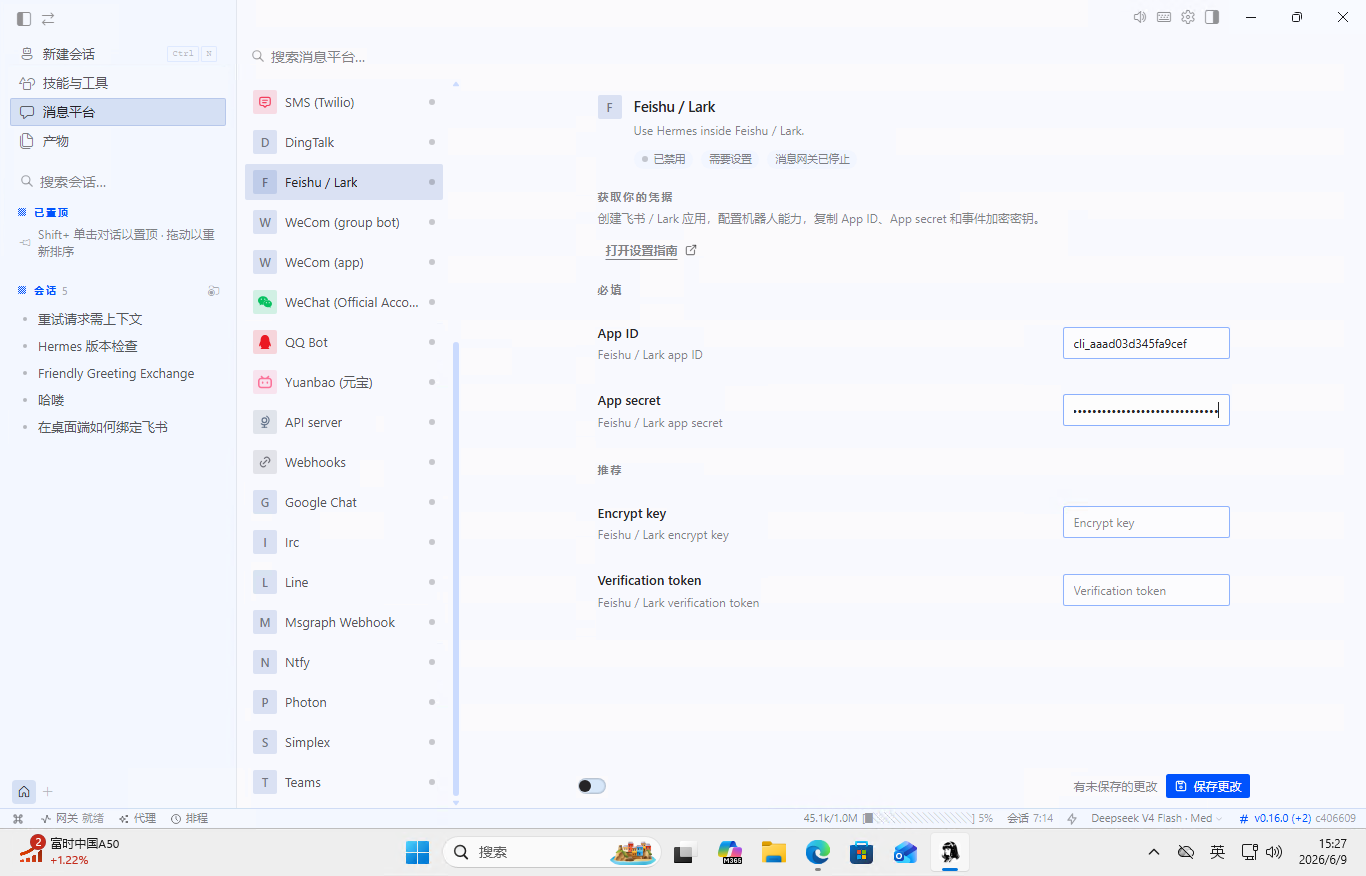 新建会话 Ctrl N
技能与工具
消息平台
产物
搜索会话...
已置顶
Shift+ 单击对话以置顶 · 拖动以重
新排序
会话 5
重试请求需上下文
Hermes 版本检查
Friendly Greeting Exchange
哈喽
在桌面端如何绑定飞书
搜索消息平台...
SMS (Twilio)
D DingTalk
F Feishu / Lark
W WeCom (group bot)
W WeCom (app)
WeChat (Official Acco...
QQ Bot
Yuanbao (元宝)
API server
Webhooks
G Google Chat
I Irc
L Line
M Msgraph Webhook
N Ntfy
P Photon
S Simplex
T Teams
F Feishu / Lark
Use Hermes inside Feishu / Lark.
已禁用 需要设置 消息网关已停止
获取你的凭据
创建飞书 / Lark 应用，配置机器人能力，复制 App ID、App secret 和事件加密密钥。
打开设置指南
必填
App ID
Feishu / Lark app ID
cli_aaad03d345fa9cef
App secret
Feishu / Lark app secret
推荐
Encrypt key
Feishu / Lark encrypt key
Encrypt key
Verification token
Feishu / Lark verification token
Verification token
有未保存的更改 保存更改
网关 就绪 代理 排程
45.1k/1.0M [ ] 5% 会话 7:14 Deepseek V4 Flash · Med # v0.16.0 (+2) c406609
2 富时中国A50
+1.22%
搜索
M365
英
15:27
2026/6/9